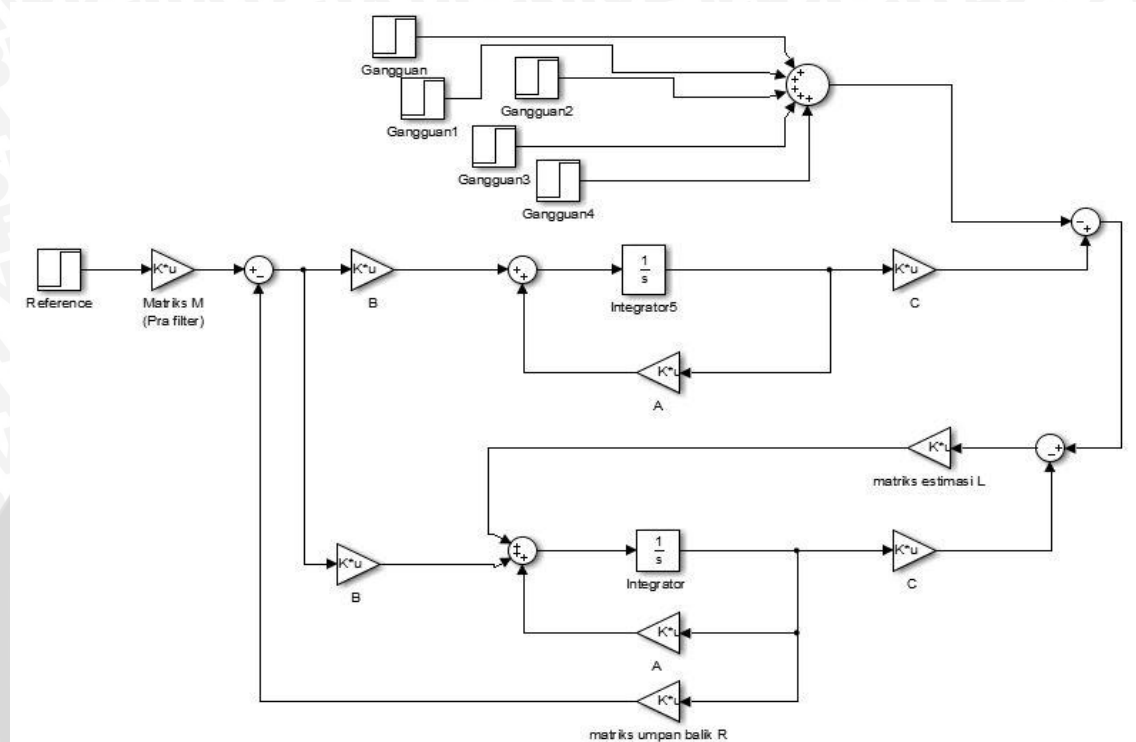 Gangguan
Gangguan1
Gangguan2
Gangguan3
Gangguan4
Reference
K*u
Matriks M
(Pra filter)
K*u
B
1
s
Integrator5
K*u
C
K*u
A
K*u
matriks estimasi L
K*u
B
1
s
Integrator
K*u
C
K*u
A
K*u
matriks umpan balik R